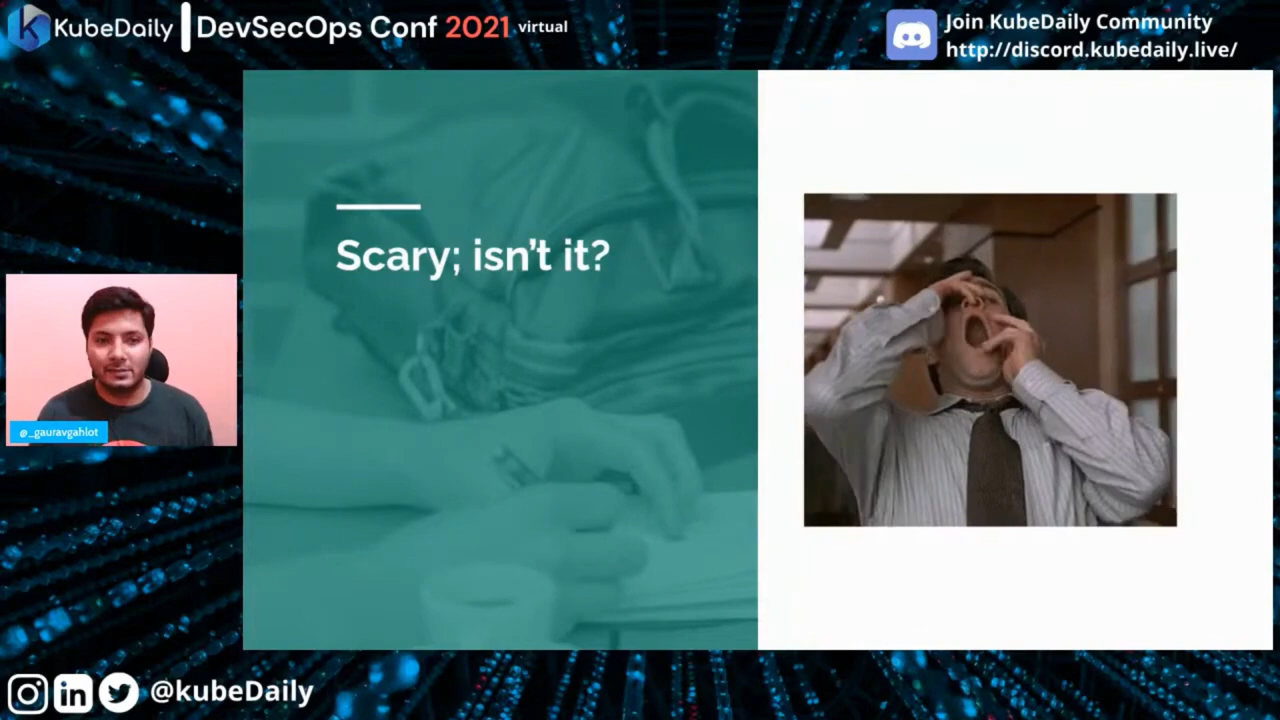 KubeDaily
DevSecOps Conf 2021 virtual
Join KubeDaily Community
http://discord.kubedaily.live/
Scary; isn't it?
@_gauravgahlot
@kubeDaily